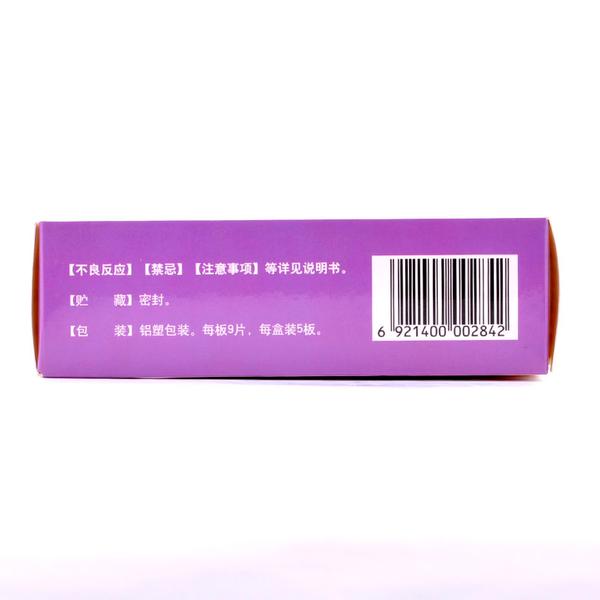 【不良反应】【禁忌】【注意事项】等详见说明书。
【贮 藏】密封。
【包 装】铝塑包装。每板9片，每盒装5板。
6 921400 002842